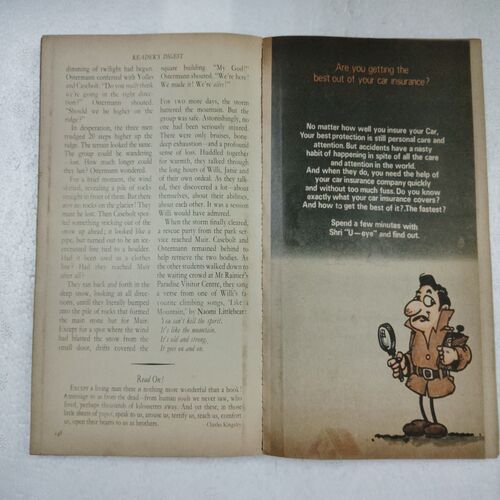 READER'S DIGEST
dimming of twilight had begun.
Ostermann conferred with Yolles
and Casebolt. "Do you really think
we're going in the right direc-
tion?" Ostermann shouted.
"Should we be higher on the
ridge?"
In desperation, the three men
trudged 20 steps higher up the
ridge. The terrain looked the same.
The group could be wandering
lost. How much longer could
they last? Ostermann wondered.
For a brief moment, the wind
abated, revealing a pile of rocks
straight in front of them. But there
are no rocks on the glacier! They
must be lost. Then Casebolt spot-
ted something sticking out of the
snow up ahead; it looked like a
pipe, but turned out to be an ice-
encrusted line tied to a boulder.
Had it been used as a clothes
line? Had they reached Muir
after all?
They ran back and forth in the
deep snow, looking in all direc-
tions, until they literally bumped
into the pile of rocks that formed
the main stone hut for Muir.
Except for a spot where the wind
had blasted the snow from the
small door, drifts covered the
square building. "My God!"
Ostermann shouted. "We're here!
We made it! We're alive!"
For two more days, the storm
battered the mountain. But the
group was safe. Astonishingly, no
one had been seriously injured.
There were only bruises, bone-
deep exhaustion—and a profound
sense of loss. Huddled together
for warmth, they talked through
the long hours of Willi, Janie and
of their own ordeal. As they talk-
ed, they discovered a lot—about
themselves, about their abilities,
about each other. It was a session
Willi would have admired.
When the storm finally cleared,
a rescue party from the park ser-
vice reached Muir. Casebolt and
Ostermann remained behind to
help retrieve the two bodies. As
the other students walked down to
the waiting crowd at Mt Rainier's
Paradise Visitor Centre, they sang
a verse from one of Willi's fa-
vourite climbing songs, 'Like a
Mountain,' by Naomi Littlebear:
You can't kill the spirit.
It's like the mountain.
It's old and strong.
It goes on and on.
Read On!
EXCEPT a living man there is nothing more wonderful than a book!
A message to us from the dead—from human souls we never saw, who
lived, perhaps thousands of kilometres away. And yet these, in those
little sheets of paper, speak to us, amuse us, terrify us, teach us, comfort
us, open their hearts to us as brothers.
Charles Kingsley
148
Are you getting the
best out of your car insurance?
No matter how well you insure your Car,
Your best protection is still personal care and
attention. But accidents have a nasty
habit of happening in spite of all the care
and attention in the world.
And when they do, you need the help of
your car insurance company quickly
and without too much fuss. Do you know
exactly what your car insurance covers?
And how to get the best of it?.The fastest?
Spend a few minutes with
Shri "U—eye" and find out.